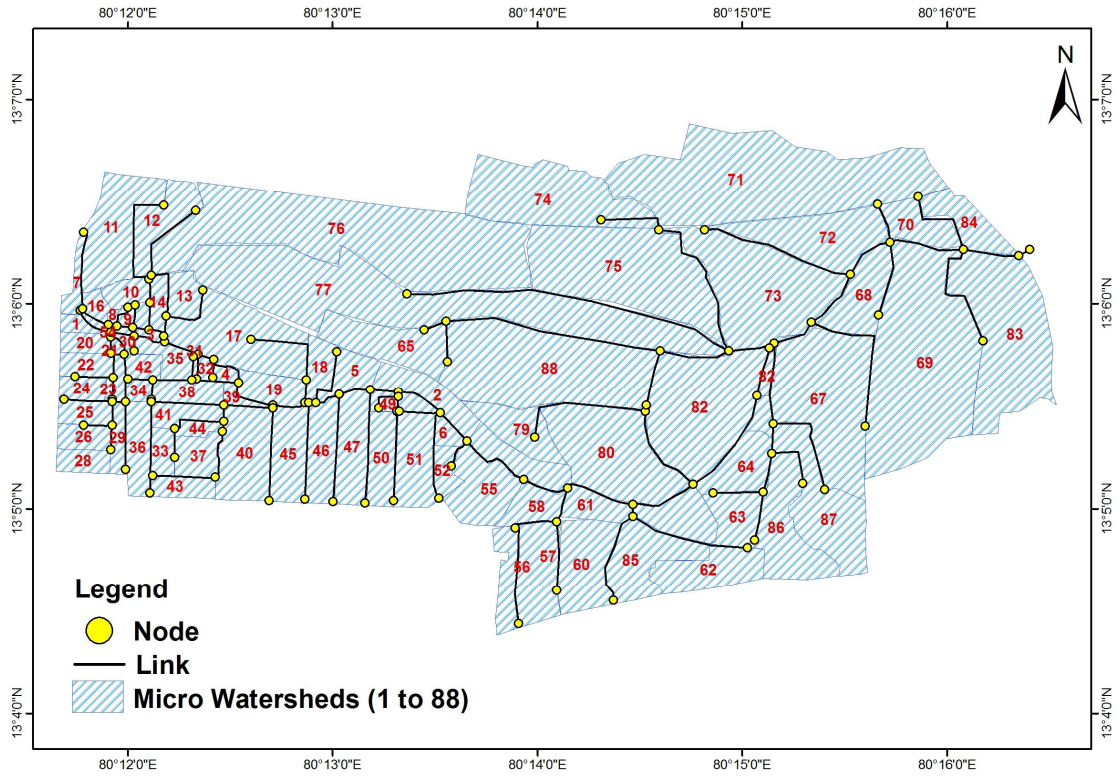 80°12'0"E 80°13'0"E 80°14'0"E 80°15'0"E 80°16'0"E
N
13°7'0"N 13°7'0"N
71
74
11 12 76 70 84
72
75
7 77 73 68 83
10 13
16 14
8 9
1 3 17 65
20 30 35 31 88 69
21 32 18 5 82
22 42 4
24 23 34 38 39 19 2 67
25 41 49 82
26 29 44 6 79
36 33 37 40 45 46 47 50 51 80 64
28 52
43 55 58 61 63 86 87
57 60 85
56 62
13°6'0"N 13°6'0"N
13°5'0"N 13°5'0"N
Legend
Node
Link
Micro Watersheds (1 to 88)
13°4'0"N 13°4'0"N
80°12'0"E 80°13'0"E 80°14'0"E 80°15'0"E 80°16'0"E